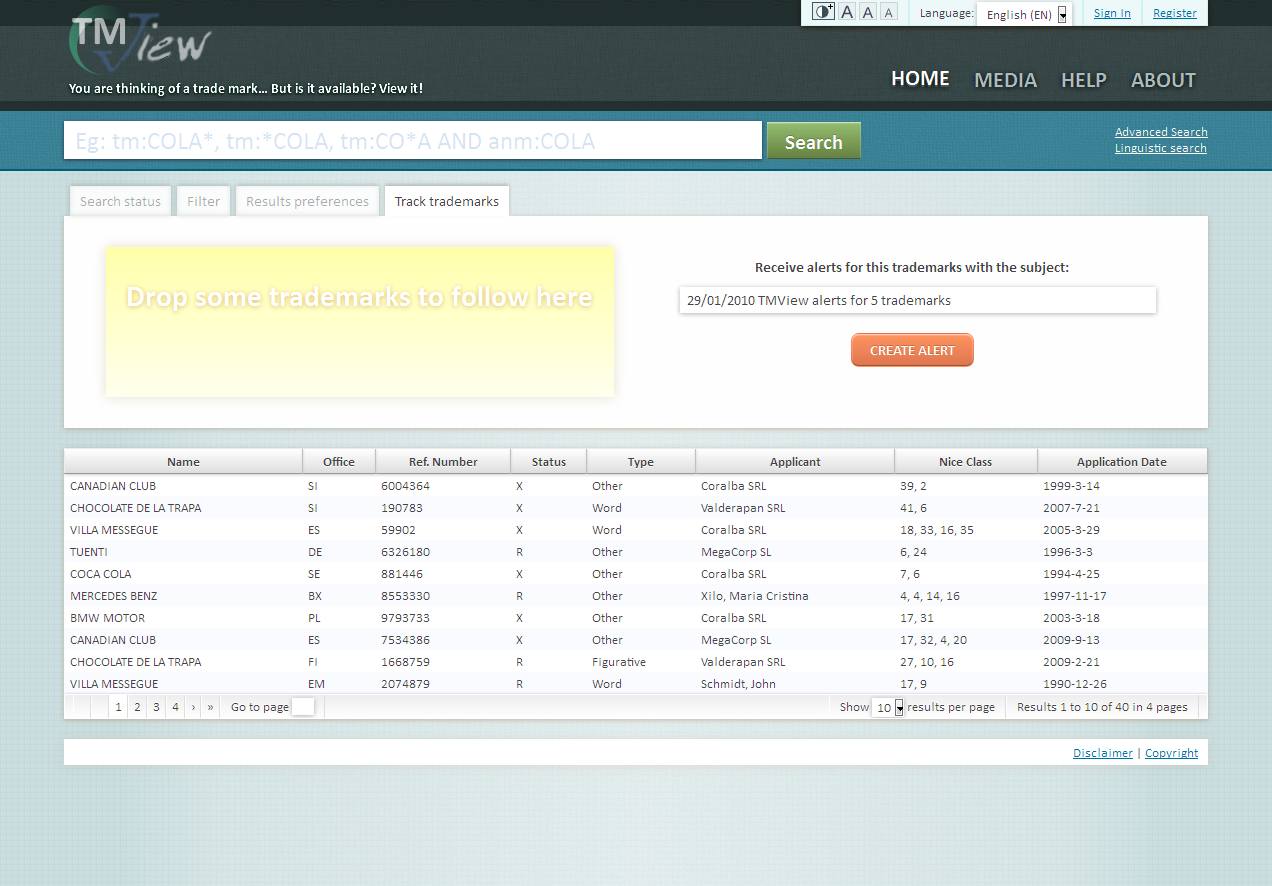 A A A Language: English (EN) Sign In Register
TMView
You are thinking of a trade mark... But is it available? View it!
HOME MEDIA HELP ABOUT
Eg: tm:COLA*, tm:*COLA, tm:CO*A AND anm:COLA Search
Advanced Search
Linguistic search
Search status Filter Results preferences Track trademarks
Drop some trademarks to follow here
Receive alerts for this trademarks with the subject:
29/01/2010 TMView alerts for 5 trademarks
CREATE ALERT
Name Office Ref. Number Status Type Applicant Nice Class Application Date
CANADIAN CLUB SI 6004364 X Other Coralba SRL 39, 2 1999-3-14
CHOCOLATE DE LA TRAPA SI 190783 X Word Valderapan SRL 41, 6 2007-7-21
VILLA MESSEGUE ES 59902 X Word Coralba SRL 18, 33, 16, 35 2005-3-29
TUENTI DE 6326180 R Other MegaCorp SL 6, 24 1996-3-3
COCA COLA SE 881446 X Other Coralba SRL 7, 6 1994-4-25
MERCEDES BENZ BX 8553330 R Other Xilo, Maria Cristina 4, 4, 14, 16 1997-11-17
BMW MOTOR PL 9793733 X Other Coralba SRL 17, 31 2003-3-18
CANADIAN CLUB ES 7534386 X Other MegaCorp SL 17, 32, 4, 20 2009-9-13
CHOCOLATE DE LA TRAPA FI 1668759 R Figurative Valderapan SRL 27, 10, 16 2009-2-21
VILLA MESSEGUE EM 2074879 R Word Schmidt, John 17, 9 1990-12-26
1 2 3 4 › » Go to page Show 10 results per page Results 1 to 10 of 40 in 4 pages
Disclaimer | Copyright